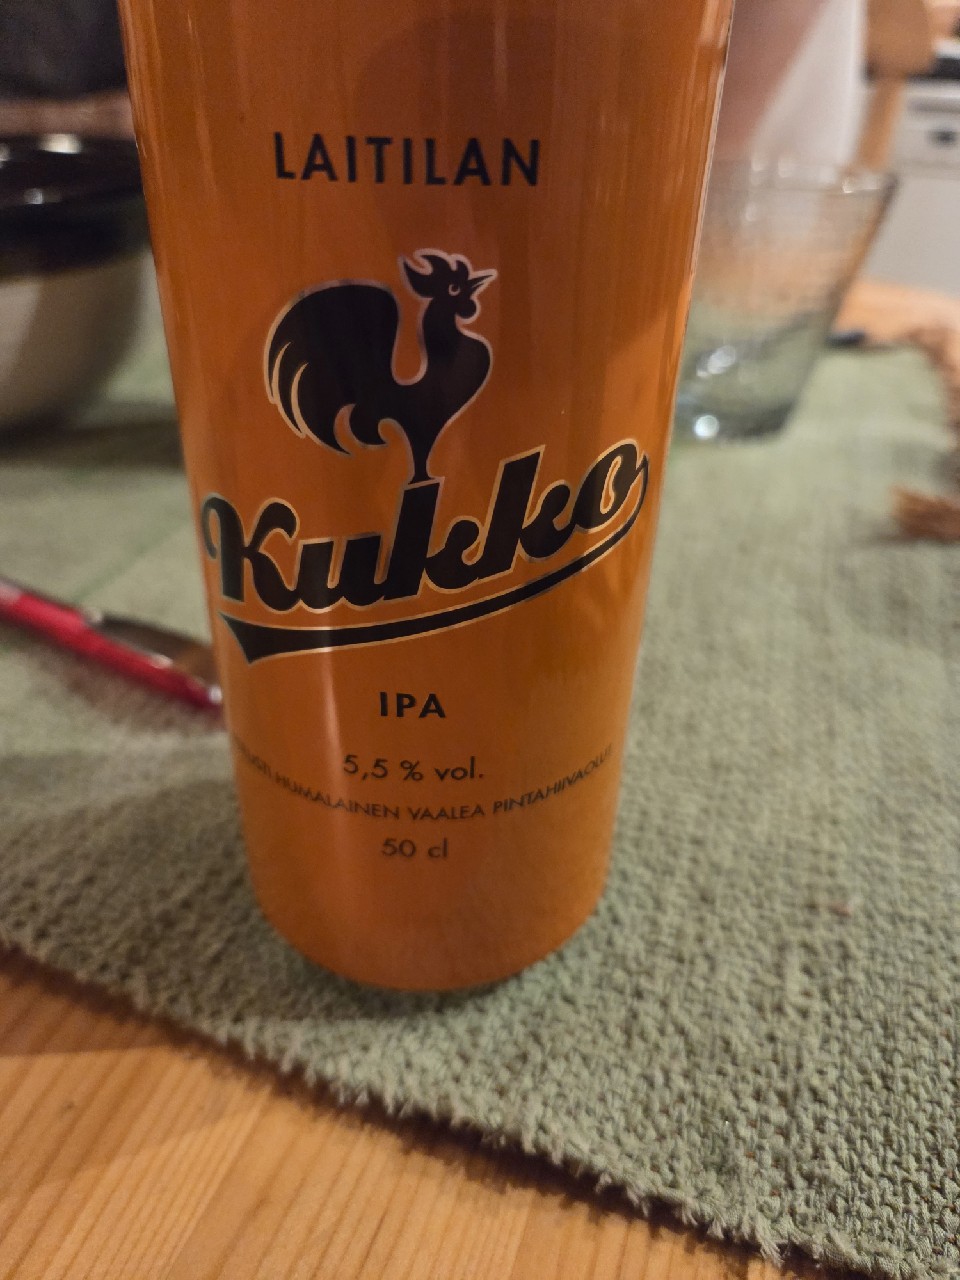 LAITILAN
Kukko
IPA
5,5 % vol.
HUMALAINEN VAALEA PINTAHIIVAOLUT
50 cl